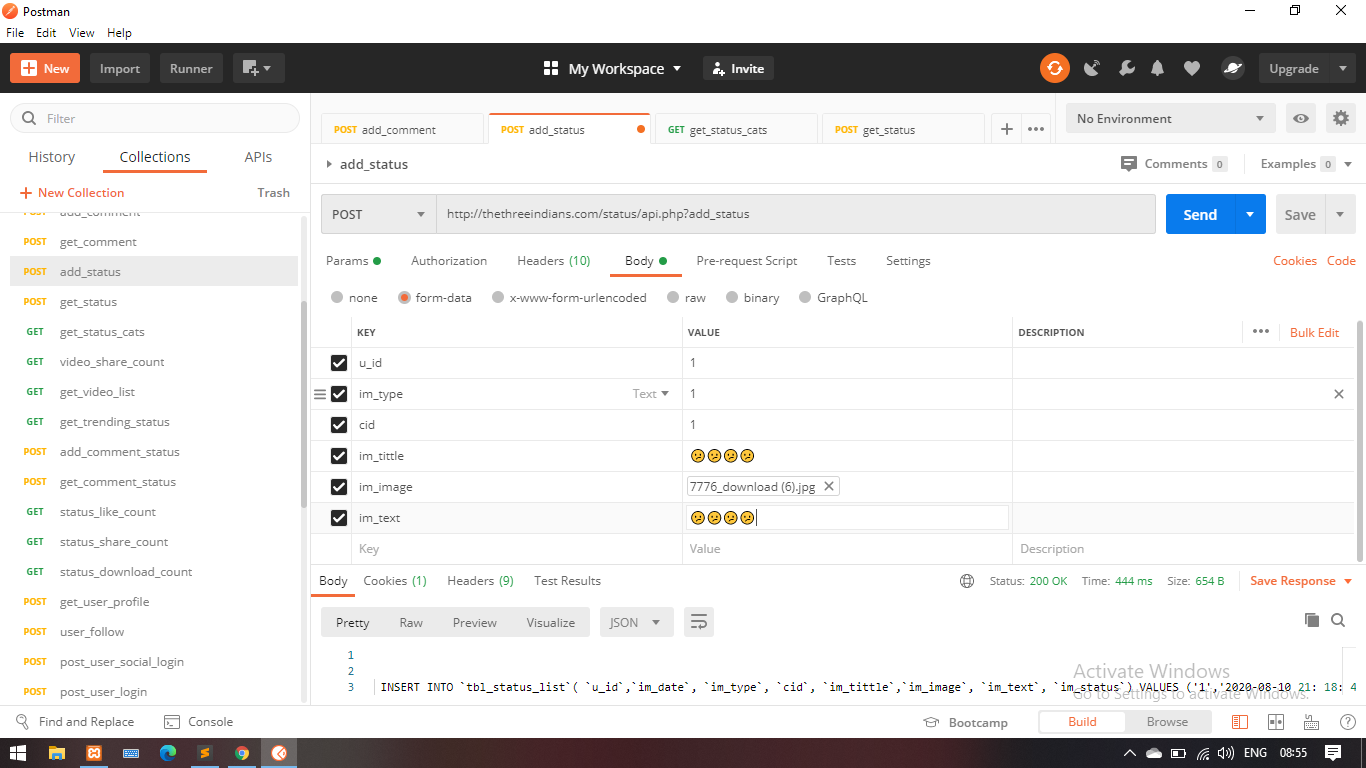 Postman
File Edit View Help
New Import Runner My Workspace Invite Upgrade
Filter
History Collections APIs
New Collection Trash
POST add_comment
POST get_comment
POST add_status
POST get_status
GET get_status_cats
GET video_share_count
GET get_video_list
GET get_trending_status
POST add_comment_status
POST get_comment_status
GET status_like_count
GET status_share_count
GET status_download_count
POST get_user_profile
POST user_follow
POST post_user_social_login
POST post_user_login
POST add_comment POST add_status GET get_status_cats POST get_status No Environment
add_status Comments 0 Examples 0
POST http://thethreeindians.com/status/api.php?add_status Send Save
Params Authorization Headers (10) Body Pre-request Script Tests Settings Cookies Code
none form-data x-www-form-urlencoded raw binary GraphQL
KEY VALUE DESCRIPTION Bulk Edit
u_id 1
im_type Text 1
cid 1
im_tittle 😕😕😕😕
im_image 7776_download (6).jpg
im_text 😕😕😕😕
Key Value Description
Body Cookies (1) Headers (9) Test Results Status: 200 OK Time: 444 ms Size: 654 B Save Response
Pretty Raw Preview Visualize JSON
1
2
3 INSERT INTO `tbl_status_list`( `u_id`,`im_date`, `im_type`, `cid`, `im_tittle`,`im_image`, `im_text`, `im_status`) VALUES ('1','2020-08-10 21: 18: 4
Activate Windows
Go to Settings to activate Windows.
Find and Replace Console Bootcamp Build Browse
ENG 08:55